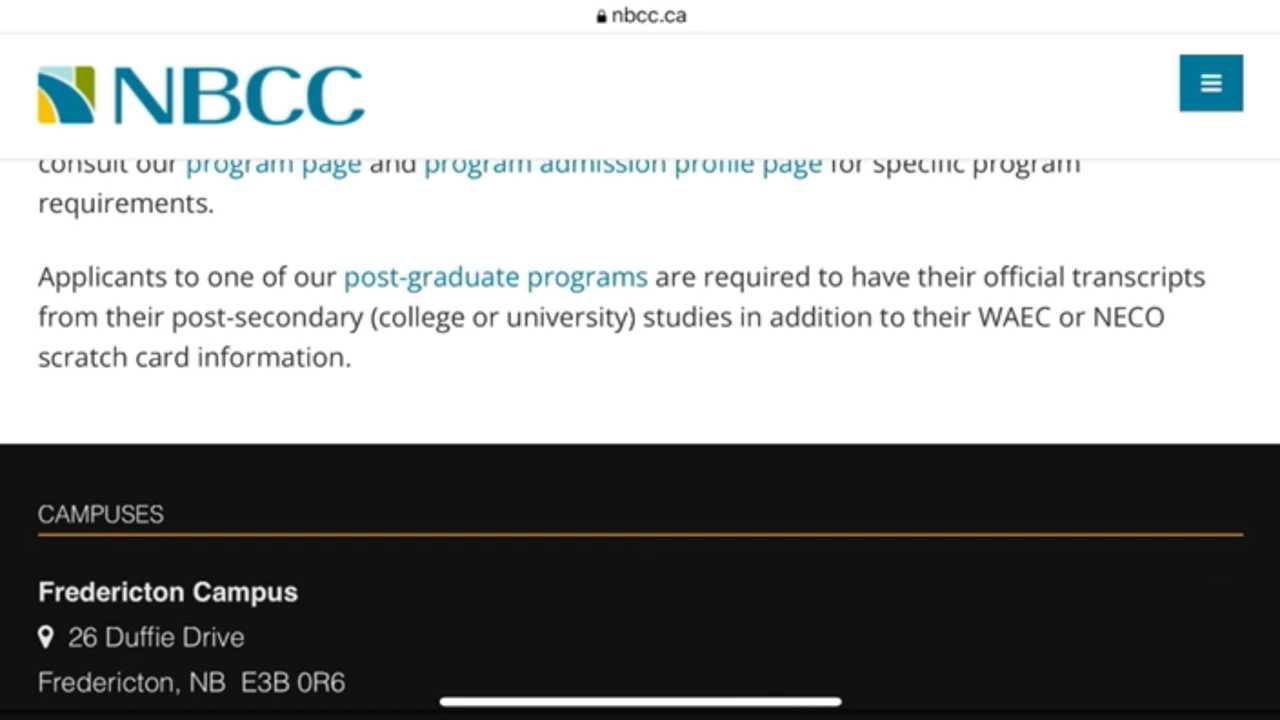 nbcc.ca
NBCC
consult our program page and program admission profile page for specific program
requirements.
Applicants to one of our post-graduate programs are required to have their official transcripts
from their post-secondary (college or university) studies in addition to their WAEC or NECO
scratch card information.
CAMPUSES
Fredericton Campus
26 Duffie Drive
Fredericton, NB E3B 0R6